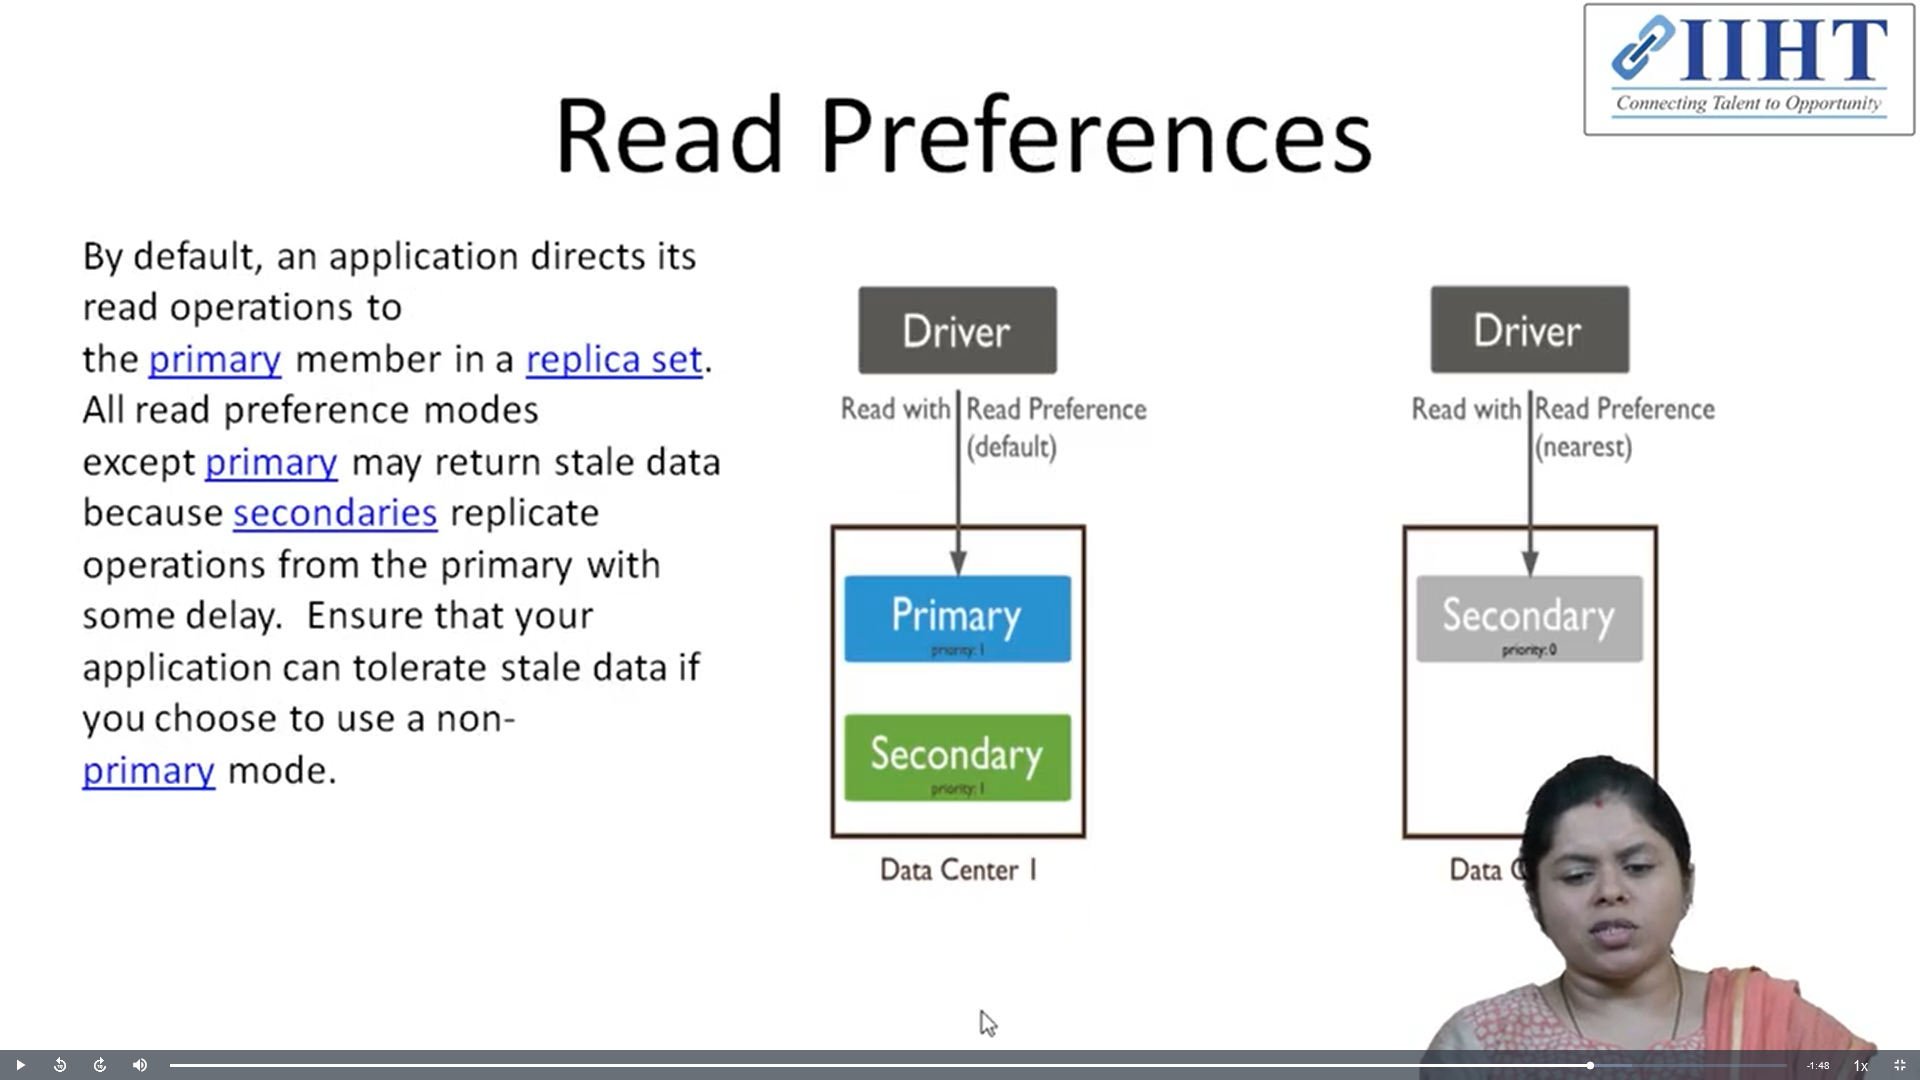 IIHT
Connecting Talent to Opportunity
Read Preferences
By default, an application directs its
read operations to
the primary member in a replica set.
All read preference modes
except primary may return stale data
because secondaries replicate
operations from the primary with
some delay.  Ensure that your
application can tolerate stale data if
you choose to use a non-
primary mode.
Driver
Read with Read Preference
(default)
Primary
priority: 1
Secondary
priority: 1
Data Center 1
Driver
Read with Read Preference
(nearest)
Secondary
priority: 0
Data
-1:48
1x